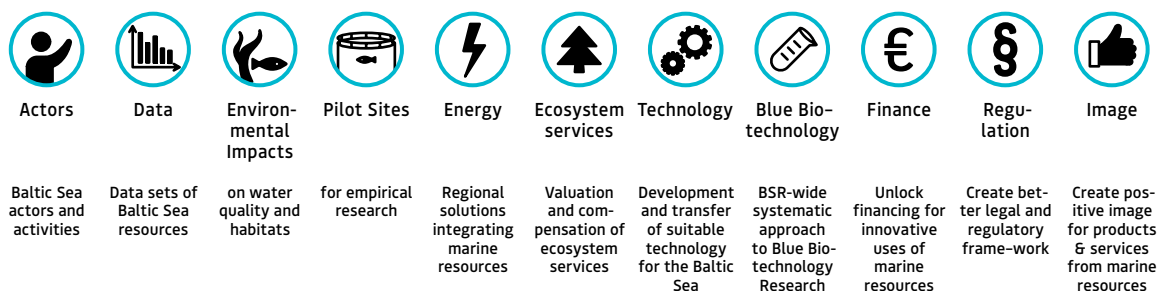 Actors
Data
Environ-
mental
Impacts
Pilot Sites
Energy
Ecosystem
services
Technology
Blue Bio-
technology
Finance
Regu-
lation
Image
Baltic Sea
actors and
activities
Data sets of
Baltic Sea
resources
on water
quality and
habitats
for empirical
research
Regional
solutions
integrating
marine
resources
Valuation
and com-
pensation of
ecosystem
services
Development
and transfer
of suitable
technology
for the Baltic
Sea
BSR-wide
systematic
approach
to Blue Bio-
technology
Research
Unlock
financing for
innovative
uses of
marine
resources
Create bet-
ter legal and
regulatory
frame-work
Create pos-
itive image
for products
& services
from marine
resources